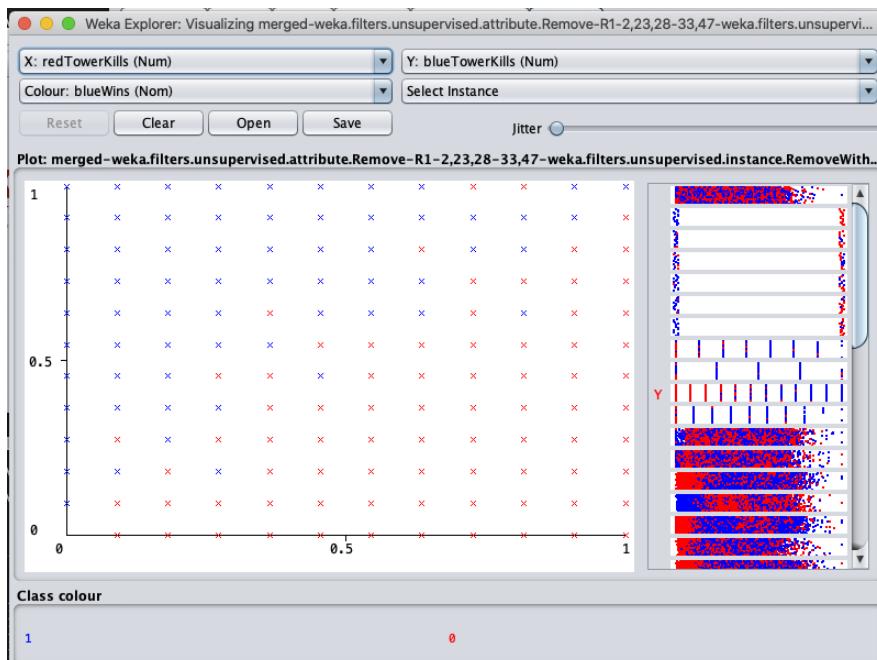 Weka Explorer: Visualizing merged-weka.filters.unsupervised.attribute.Remove-R1-2,23,28-33,47-weka.filters.unsupervi...
X: redTowerKills (Num) Y: blueTowerKills (Num)
Colour: blueWins (Nom) Select Instance
Reset Clear Open Save Jitter
Plot: merged-weka.filters.unsupervised.attribute.Remove-R1-2,23,28-33,47-weka.filters.unsupervised.instance.RemoveWith..
1
0.5
Y
0
0 0.5 1
Class colour
1 0